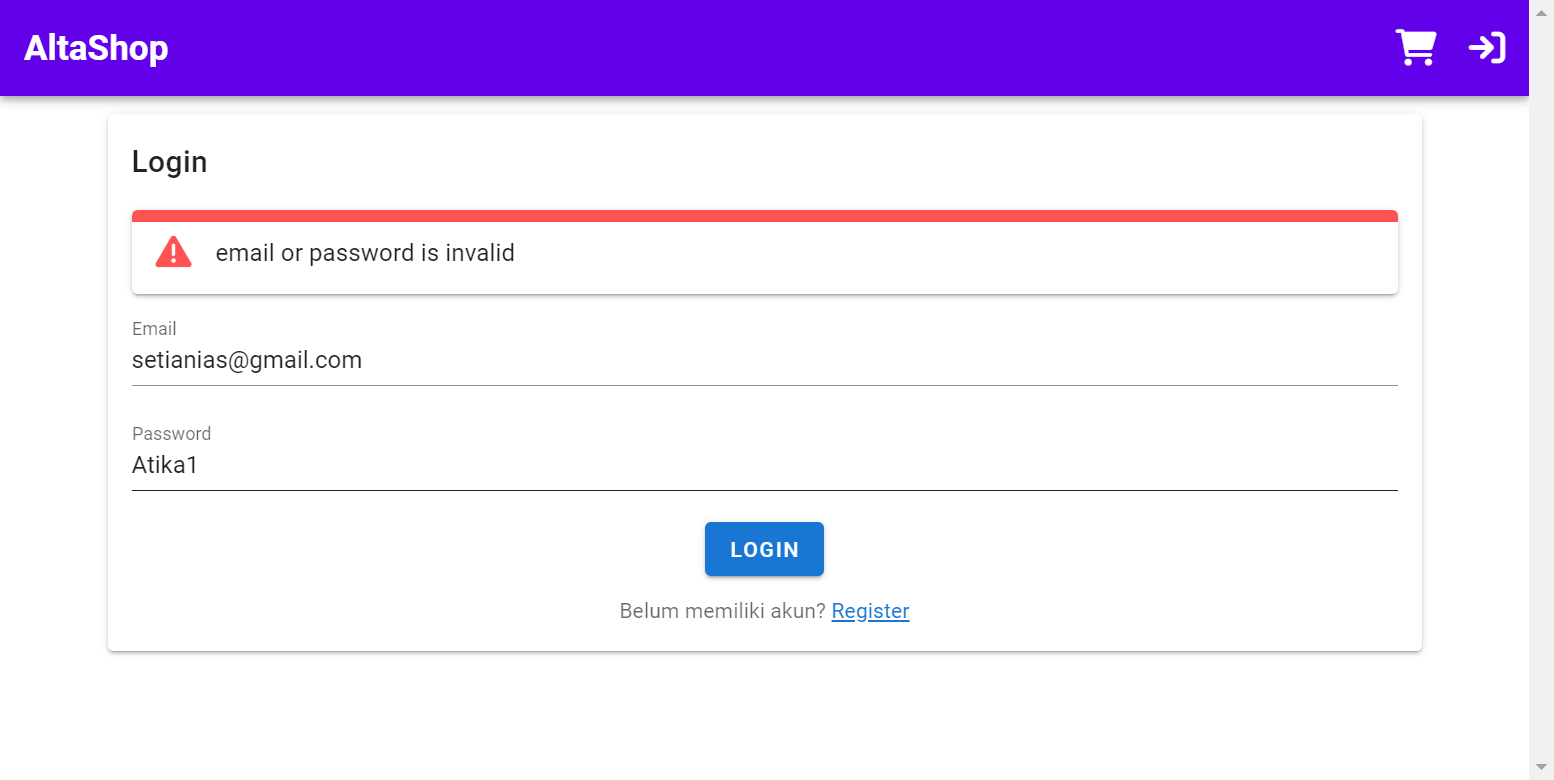 AltaShop
Login
email or password is invalid
Email
setianias@gmail.com
Password
Atika1
LOGIN
Belum memiliki akun? Register